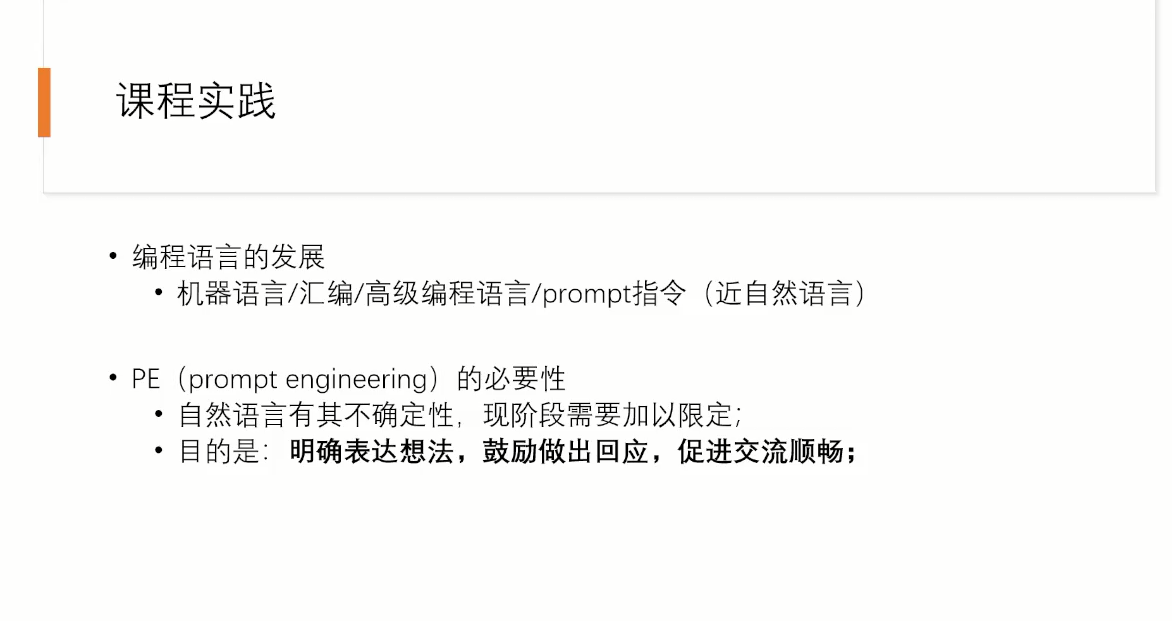 课程实践
• 编程语言的发展
• 机器语言/汇编/高级编程语言/prompt指令（近自然语言）
• PE（prompt engineering）的必要性
• 自然语言有其不确定性，现阶段需要加以限定；
• 目的是：明确表达想法，鼓励做出回应，促进交流顺畅；